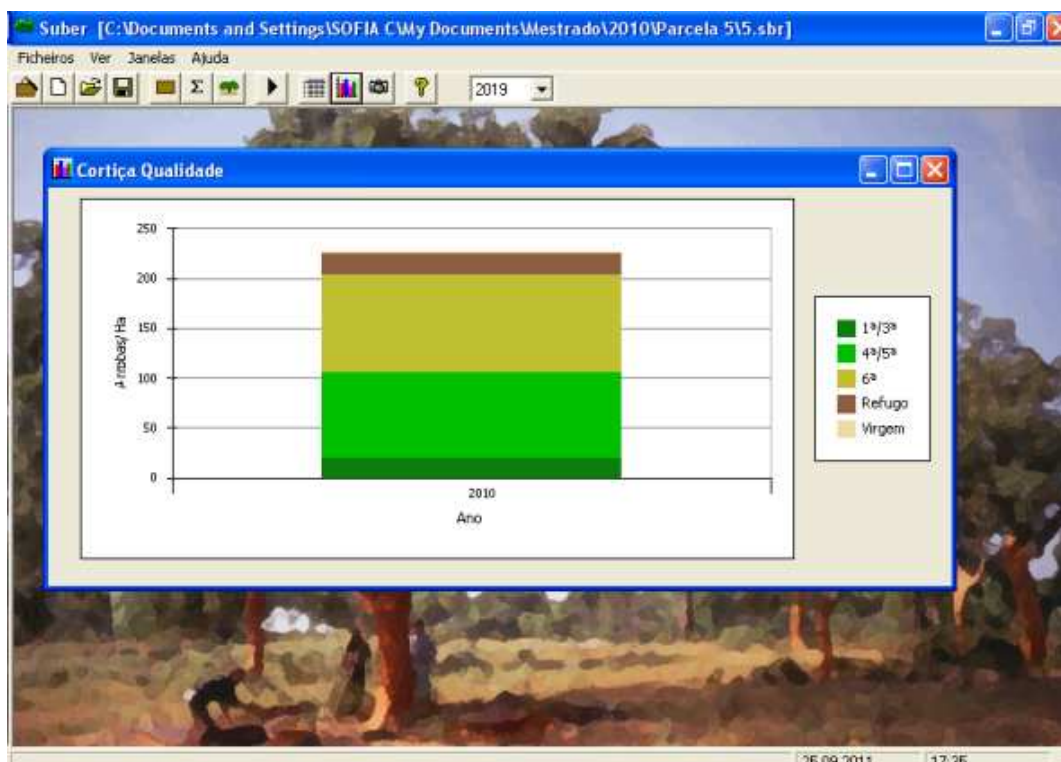 Suber [C:\Documents and Settings\SOFIA C\My Documents\Mestrado\2010\Parcela 5\5.sbr]
Ficheiros Ver Janelas Ajuda
Σ ? 2019
Cortiça Qualidade
250
200
150
100
50
0
Arrobas/Ha
2010
Ano
1ª/3ª
4ª/5ª
6ª
Refugo
Virgem
25.09.2011 17:25